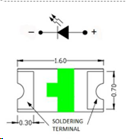 - +
1.60
0.70
0.30
SOLDERING
TERMINAL